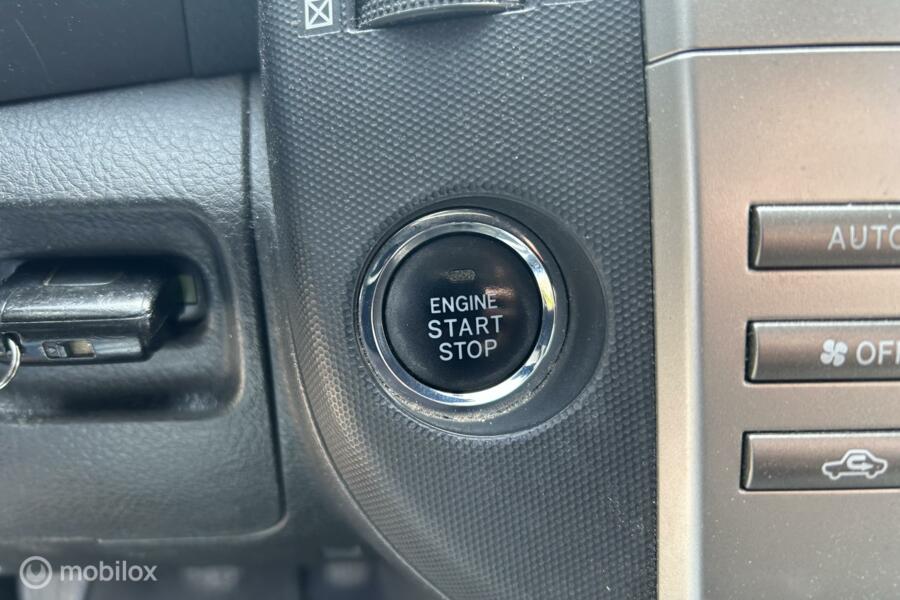 AUTO
ENGINE
START
STOP
OFF
mobilox